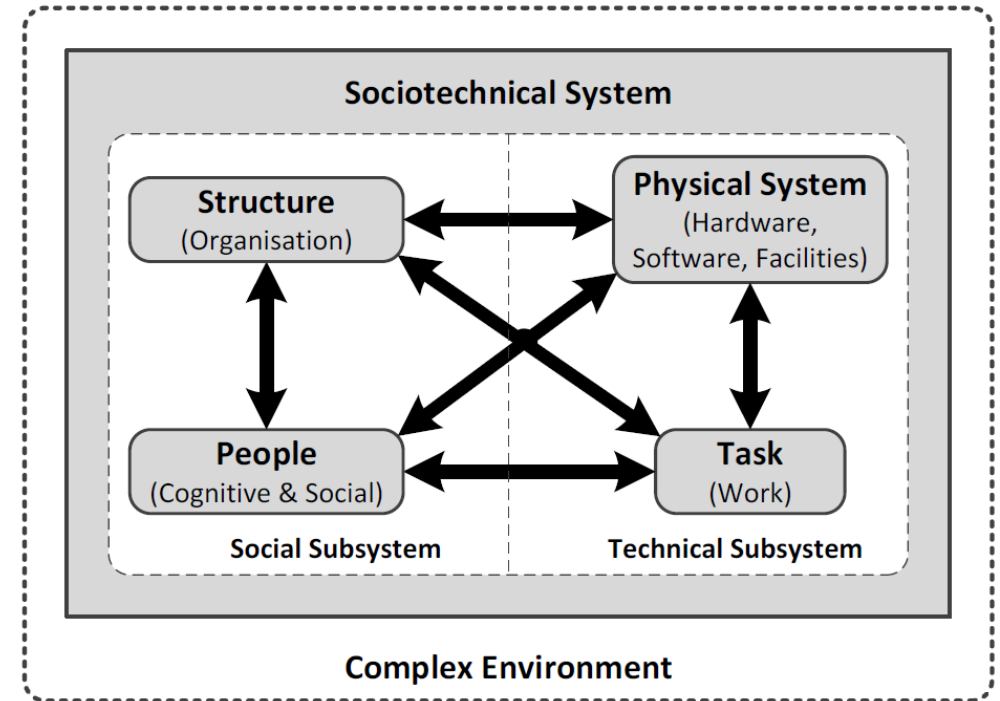 Sociotechnical System
Structure
(Organisation)
Physical System
(Hardware,
Software, Facilities)
People
(Cognitive & Social)
Task
(Work)
Social Subsystem
Technical Subsystem
Complex Environment